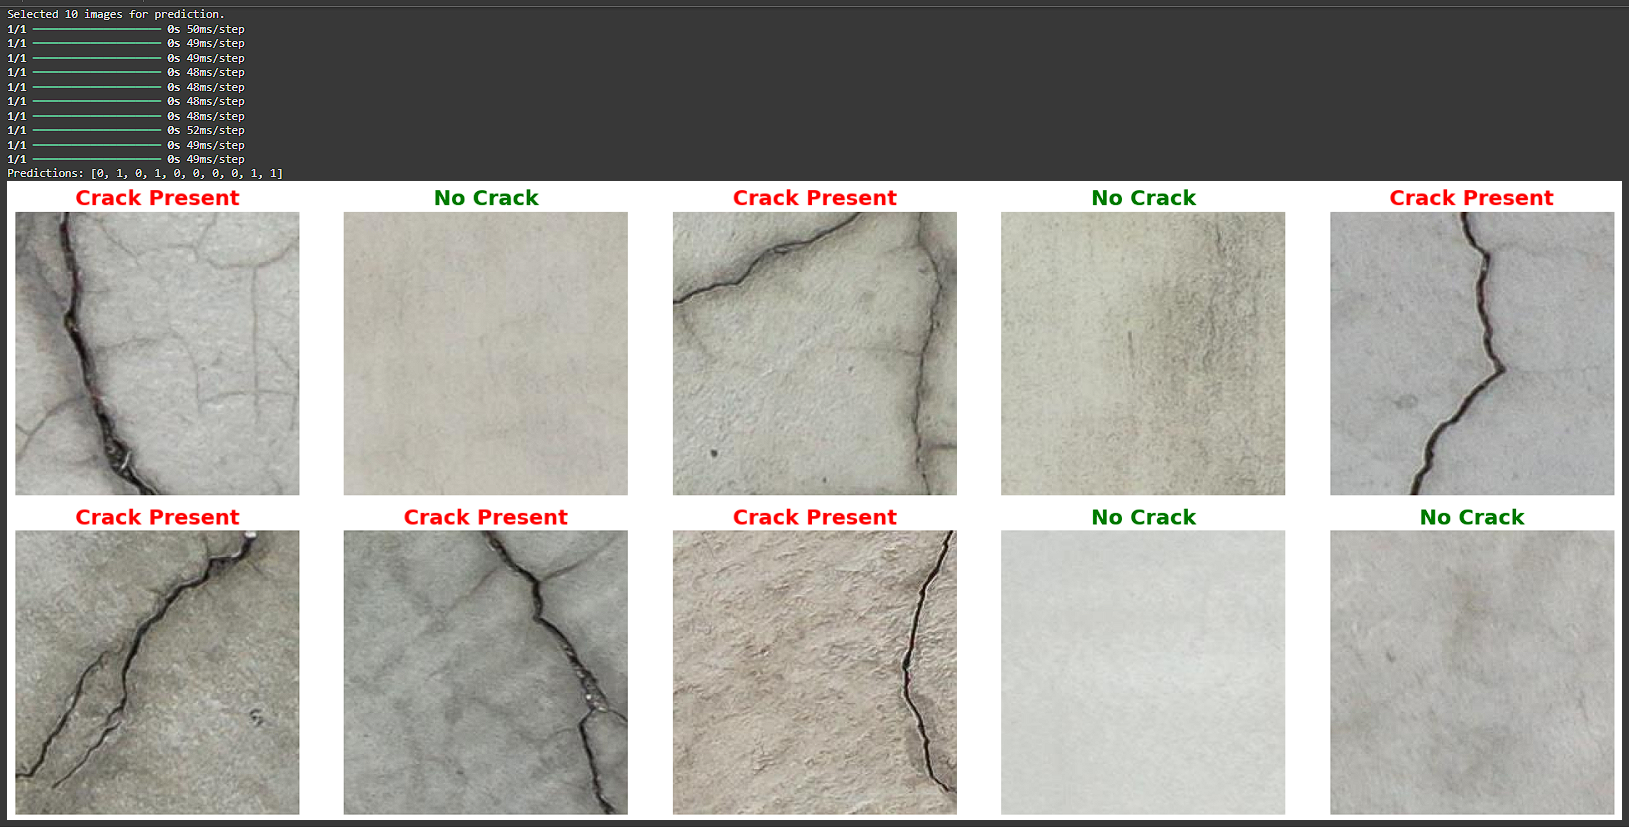 Selected 10 images for prediction.
1/1 ━━━━━━━━━━━━━━━━━━━━ 0s 50ms/step
1/1 ━━━━━━━━━━━━━━━━━━━━ 0s 49ms/step
1/1 ━━━━━━━━━━━━━━━━━━━━ 0s 49ms/step
1/1 ━━━━━━━━━━━━━━━━━━━━ 0s 48ms/step
1/1 ━━━━━━━━━━━━━━━━━━━━ 0s 48ms/step
1/1 ━━━━━━━━━━━━━━━━━━━━ 0s 48ms/step
1/1 ━━━━━━━━━━━━━━━━━━━━ 0s 48ms/step
1/1 ━━━━━━━━━━━━━━━━━━━━ 0s 52ms/step
1/1 ━━━━━━━━━━━━━━━━━━━━ 0s 49ms/step
1/1 ━━━━━━━━━━━━━━━━━━━━ 0s 49ms/step
Predictions: [0, 1, 0, 1, 0, 0, 0, 0, 1, 1]
Crack Present
No Crack
Crack Present
No Crack
Crack Present
Crack Present
Crack Present
Crack Present
No Crack
No Crack